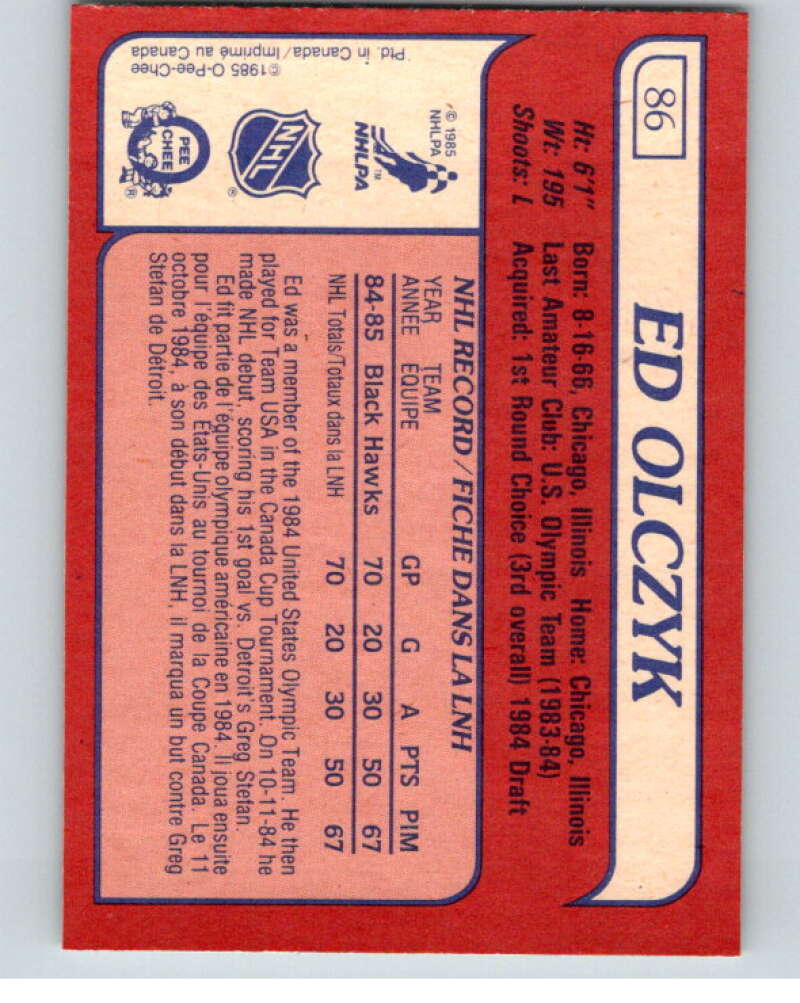 86
ED OLCZYK
Ht: 6'1" Born: 8-16-66, Chicago, Illinois Home: Chicago, Illinois
Wt: 195 Last Amateur Club: U.S. Olympic Team (1983-84)
Shoots: L Acquired: 1st Round Choice (3rd overall) 1984 Draft
© 1985
NHLPA
NHLPA™
NHL
®
O
PEE
CHEE
®
©1985 O-Pee-Chee
Ptd. in Canada/Imprimé au Canada
NHL RECORD/FICHE DANS LA LNH
YEAR TEAM
ANNÉE ÉQUIPE GP G A PTS PIM
84-85 Black Hawks 70 20 30 50 67
NHL Totals/Totaux dans la LNH 70 20 30 50 67
Ed was a member of the 1984 United States Olympic Team. He then
played for Team USA in the Canada Cup Tournament. On 10-11-84 he
made NHL debut, scoring his 1st goal vs. Detroit's Greg Stefan.
Ed fit partie de l'équipe olympique américaine en 1984. Il joua ensuite
pour l'équipe des États-Unis au tournoi de la Coupe Canada. Le 11
octobre 1984, à son début dans la LNH, il marqua un but contre Greg
Stefan de Détroit.